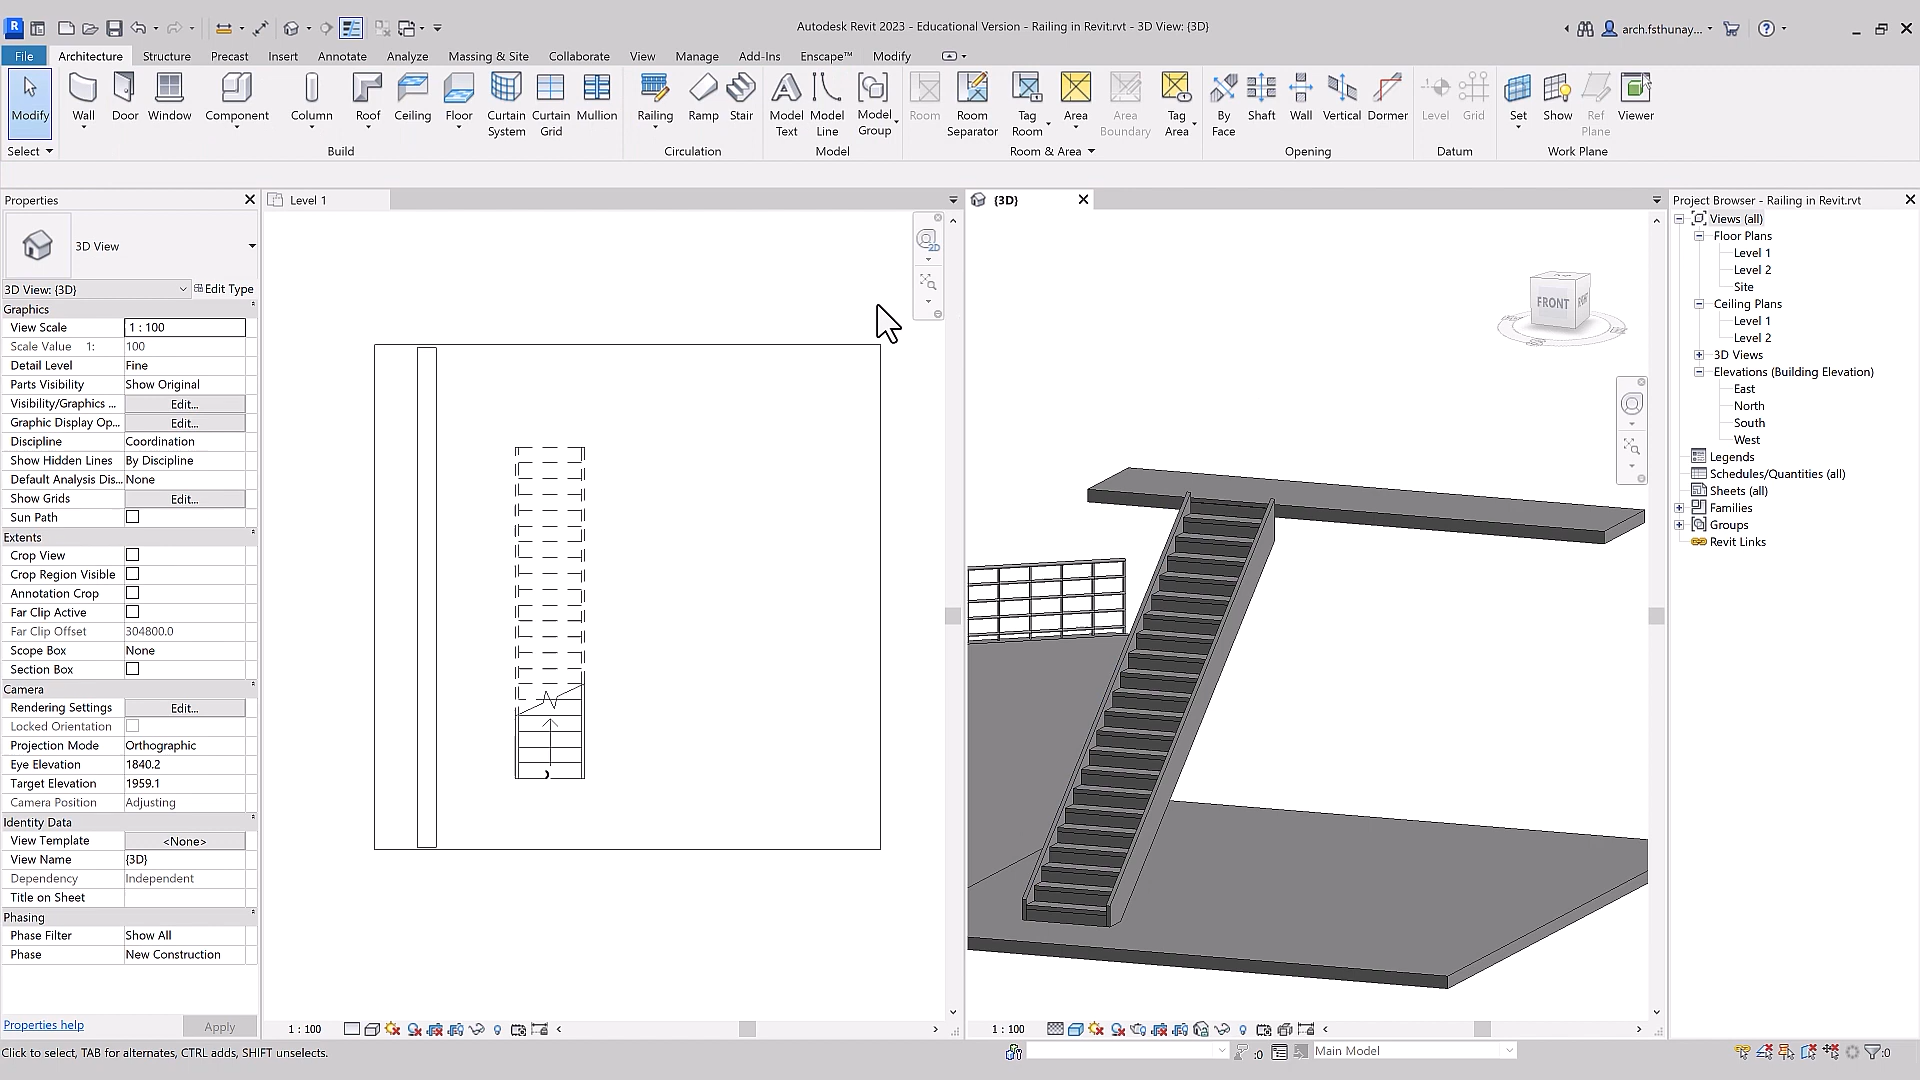 Autodesk Revit 2023 - Educational Version - Railing in Revit.rvt - 3D View: {3D}
arch.fsthunay...
File Architecture Structure Precast Insert Annotate Analyze Massing & Site Collaborate View Manage Add-Ins Enscape™ Modify
Modify
Wall
Door
Window
Component
Column
Roof
Ceiling
Floor
Curtain
System
Curtain
Grid
Mullion
Railing
Ramp
Stair
Model
Text
Model
Line
Model
Group
Room
Room
Separator
Tag
Room
Area
Area
Boundary
Tag
Area
By
Face
Shaft
Wall
Vertical
Dormer
Level
Grid
Set
Show
Ref
Plane
Viewer
Select
Build
Circulation
Model
Room & Area
Opening
Datum
Work Plane
Properties
3D View
3D View: {3D}
Edit Type
Graphics
View Scale 1 : 100
Scale Value 1: 100
Detail Level Fine
Parts Visibility Show Original
Visibility/Graphics ... Edit...
Graphic Display Op... Edit...
Discipline Coordination
Show Hidden Lines By Discipline
Default Analysis Dis... None
Show Grids Edit...
Sun Path
Extents
Crop View
Crop Region Visible
Annotation Crop
Far Clip Active
Far Clip Offset 304800.0
Scope Box None
Section Box
Camera
Rendering Settings Edit...
Locked Orientation
Projection Mode Orthographic
Eye Elevation 1840.2
Target Elevation 1959.1
Camera Position Adjusting
Identity Data
View Template <None>
View Name {3D}
Dependency Independent
Title on Sheet
Phasing
Phase Filter Show All
Phase New Construction
Properties help
Apply
Level 1
2D
1 : 100
{3D}
FRONT
1 : 100
Project Browser - Railing in Revit.rvt
Views (all)
Floor Plans
Level 1
Level 2
Site
Ceiling Plans
Level 1
Level 2
3D Views
Elevations (Building Elevation)
East
North
South
West
Legends
Schedules/Quantities (all)
Sheets (all)
Families
Groups
Revit Links
Click to select, TAB for alternates, CTRL adds, SHIFT unselects.
:0
Main Model
:0